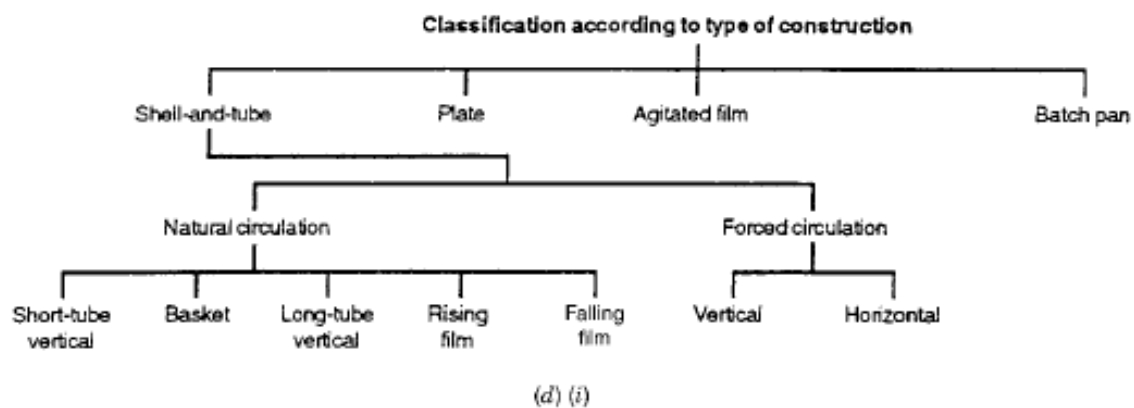 Classification according to type of construction
Shell-and-tube Plate Agitated film Batch pan
Natural circulation Forced circulation
Short-tube vertical
Basket
Long-tube vertical
Rising film
Falling film
Vertical
Horizontal
(d) (i)